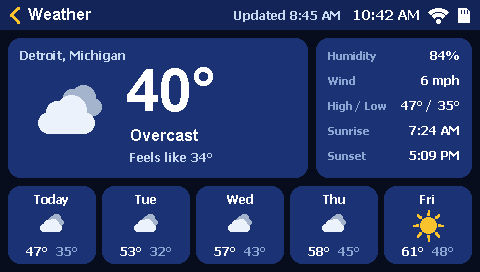 Weather
Updated 8:45 AM
10:42 AM
Detroit, Michigan
40°
Overcast
Feels like 34°
Humidity 84%
Wind 6 mph
High / Low 47° / 35°
Sunrise 7:24 AM
Sunset 5:09 PM
Today
47° 35°
Tue
53° 32°
Wed
57° 43°
Thu
58° 45°
Fri
61° 48°